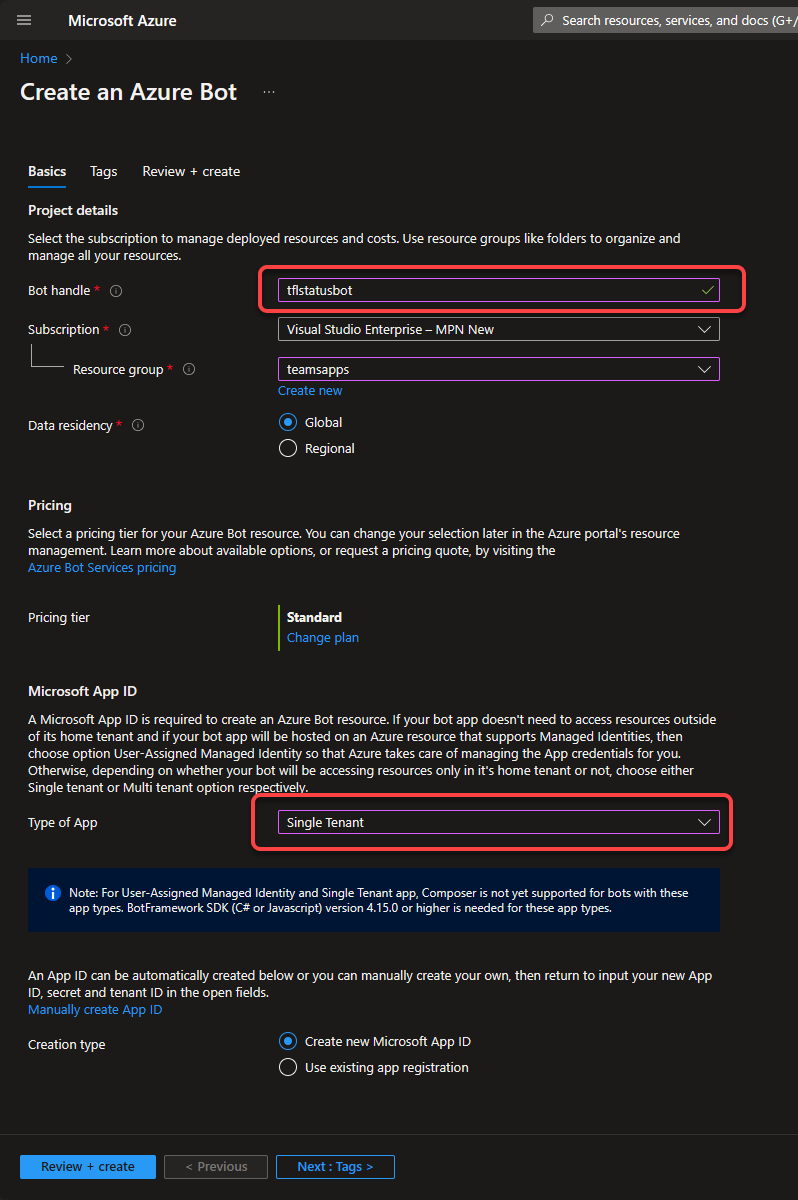 Microsoft Azure
Search resources, services, and docs (G+/
Home >
Create an Azure Bot ...
Basics Tags Review + create
Project details
Select the subscription to manage deployed resources and costs. Use resource groups like folders to organize and
manage all your resources.
Bot handle * tflstatusbot
Subscription * Visual Studio Enterprise – MPN New
Resource group * teamsapps
Create new
Data residency * Global
Regional
Pricing
Select a pricing tier for your Azure Bot resource. You can change your selection later in the Azure portal's resource
management. Learn more about available options, or request a pricing quote, by visiting the
Azure Bot Services pricing
Pricing tier Standard
Change plan
Microsoft App ID
A Microsoft App ID is required to create an Azure Bot resource. If your bot app doesn't need to access resources outside
of its home tenant and if your bot app will be hosted on an Azure resource that supports Managed Identities, then
choose option User-Assigned Managed Identity so that Azure takes care of managing the App credentials for you.
Otherwise, depending on whether your bot will be accessing resources only in it's home tenant or not, choose either
Single tenant or Multi tenant option respectively.
Type of App Single Tenant
Note: For User-Assigned Managed Identity and Single Tenant app, Composer is not yet supported for bots with these
app types. BotFramework SDK (C# or Javascript) version 4.15.0 or higher is needed for these app types.
An App ID can be automatically created below or you can manually create your own, then return to input your new App
ID, secret and tenant ID in the open fields.
Manually create App ID
Creation type Create new Microsoft App ID
Use existing app registration
Review + create < Previous Next : Tags >